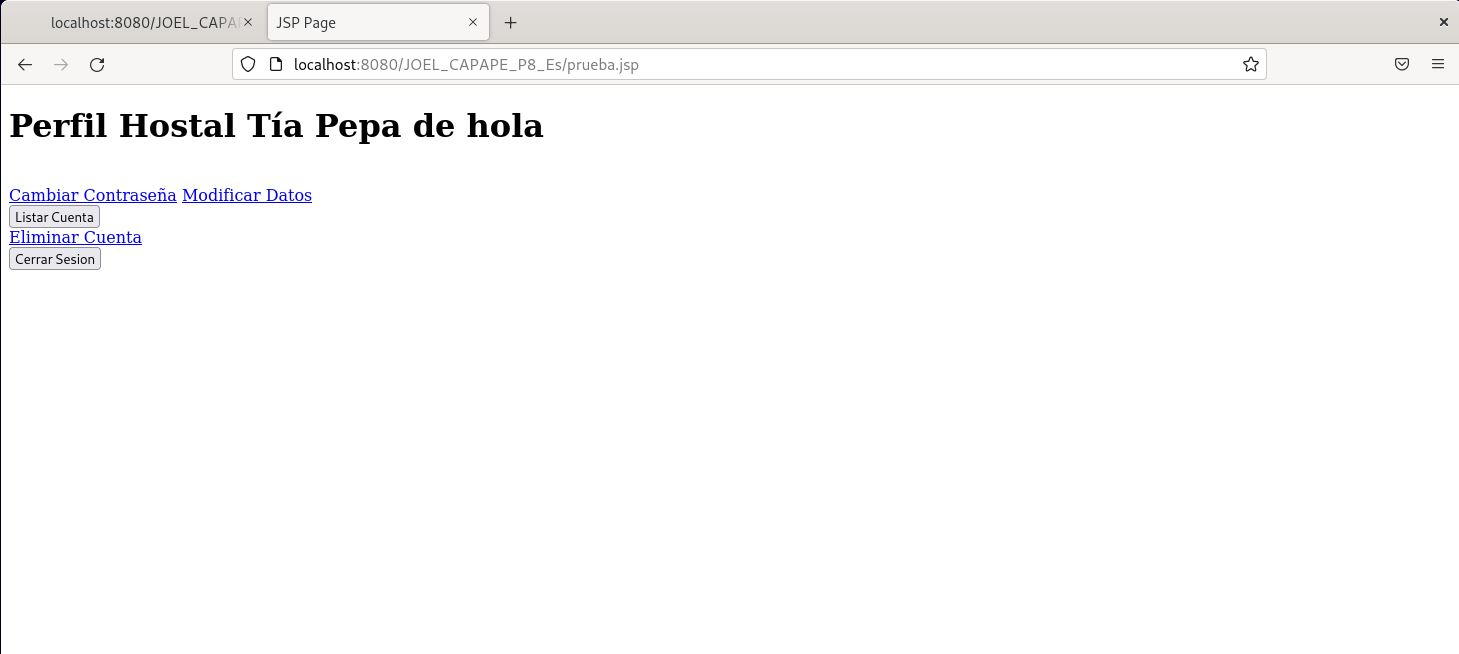 localhost:8080/JOEL_CAPA
JSP Page
localhost:8080/JOEL_CAPAPE_P8_Es/prueba.jsp
Perfil Hostal Tía Pepa de hola
Cambiar Contraseña Modificar Datos
Listar Cuenta
Eliminar Cuenta
Cerrar Sesion